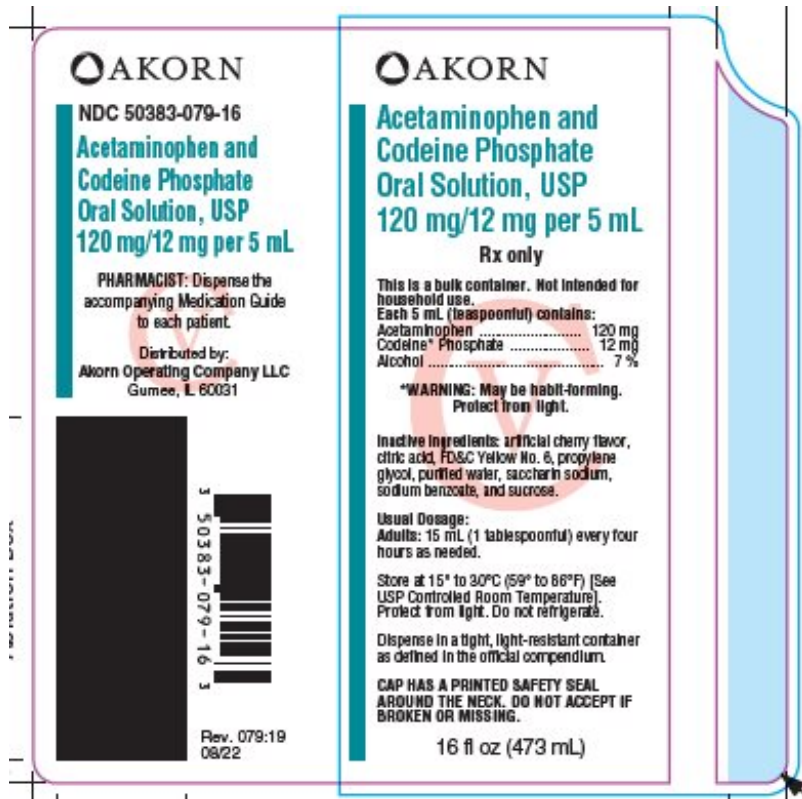 AKORN
NDC 50383-079-16
Acetaminophen and
Codeine Phosphate
Oral Solution, USP
120 mg/12 mg per 5 mL
PHARMACIST: Dispense the
accompanying Medication Guide
to each patient.
Distributed by:
Akorn Operating Company LLC
Gurnee, IL 60031
3 50383-079-16 3
Rev. 079:19
08/22
AKORN
Acetaminophen and
Codeine Phosphate
Oral Solution, USP
120 mg/12 mg per 5 mL
Rx only
This is a bulk container. Not intended for
household use.
Each 5 mL (teaspoonful) contains:
Acetaminophen ........................ 120 mg
Codeine* Phosphate ................... 12 mg
Alcohol .......................................... 7 %
*WARNING: May be habit-forming.
Protect from light.
CV
Inactive Ingredients: artificial cherry flavor,
citric acid, FD&C Yellow No. 6, propylene
glycol, purified water, saccharin sodium,
sodium benzoate, and sucrose.
Usual Dosage:
Adults: 15 mL (1 tablespoonful) every four
hours as needed.
Store at 15° to 30°C (59° to 86°F) [See
USP Controlled Room Temperature].
Protect from light. Do not refrigerate.
Dispense in a tight, light-resistant container
as defined in the official compendium.
CAP HAS A PRINTED SAFETY SEAL
AROUND THE NECK. DO NOT ACCEPT IF
BROKEN OR MISSING.
16 fl oz (473 mL)